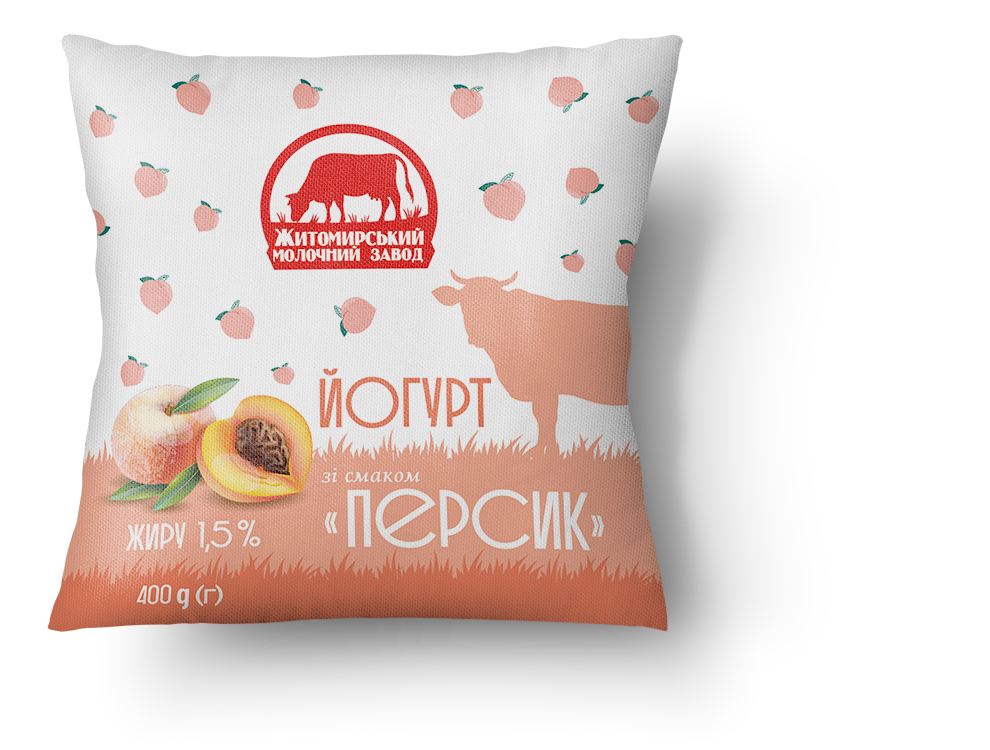 Житомирський
молочний завод
йогурт
зі смаком
«персик»
жиру 1,5%
400 g (г)